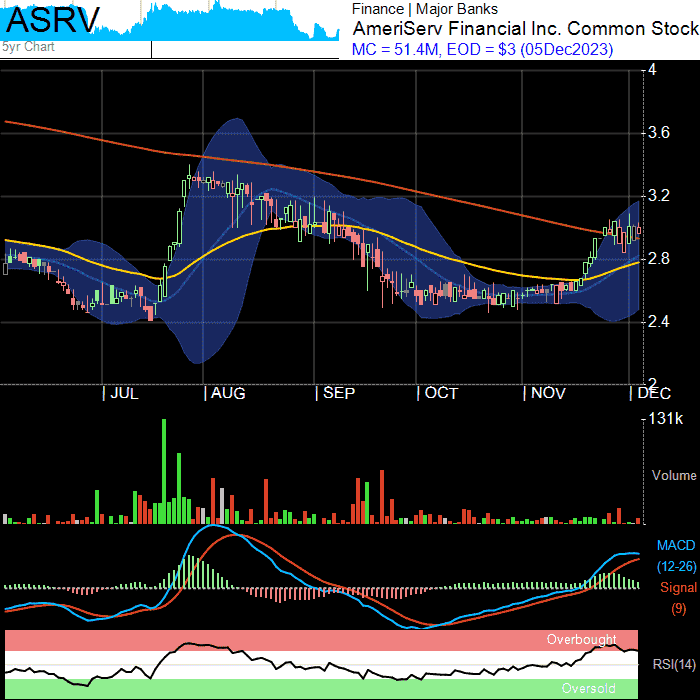 ASRV
5yr Chart
Finance | Major Banks
AmeriServ Financial Inc. Common Stock
MC = 51.4M, EOD = $3 (05Dec2023)
4
3.6
3.2
2.8
2.4
2
JUL AUG SEP OCT NOV DEC
131k
Volume
MACD
(12-26)
Signal
(9)
Overbought
RSI(14)
Oversold